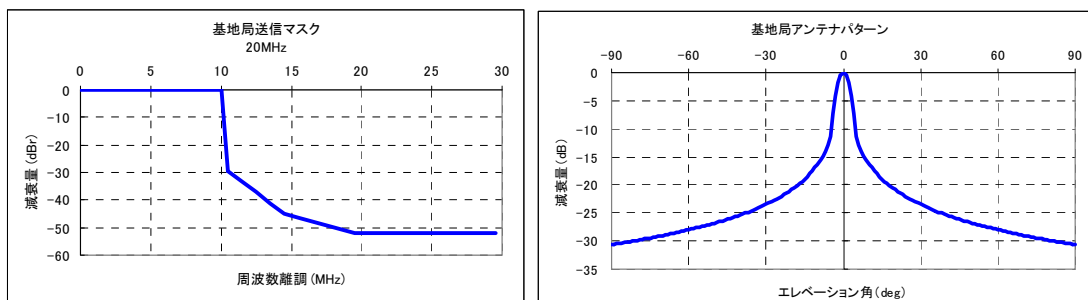 基地局送信マスク
20MHz
0 5 10 15 20 25 30
0
-10
-20
-30
-40
-50
-60
減衰量(dBr)
周波数離調(MHz)
基地局アンテナパターン
-90 -60 -30 0 30 60 90
0
-5
-10
-15
-20
-25
-30
-35
減衰量(dB)
エレベーション角(deg)